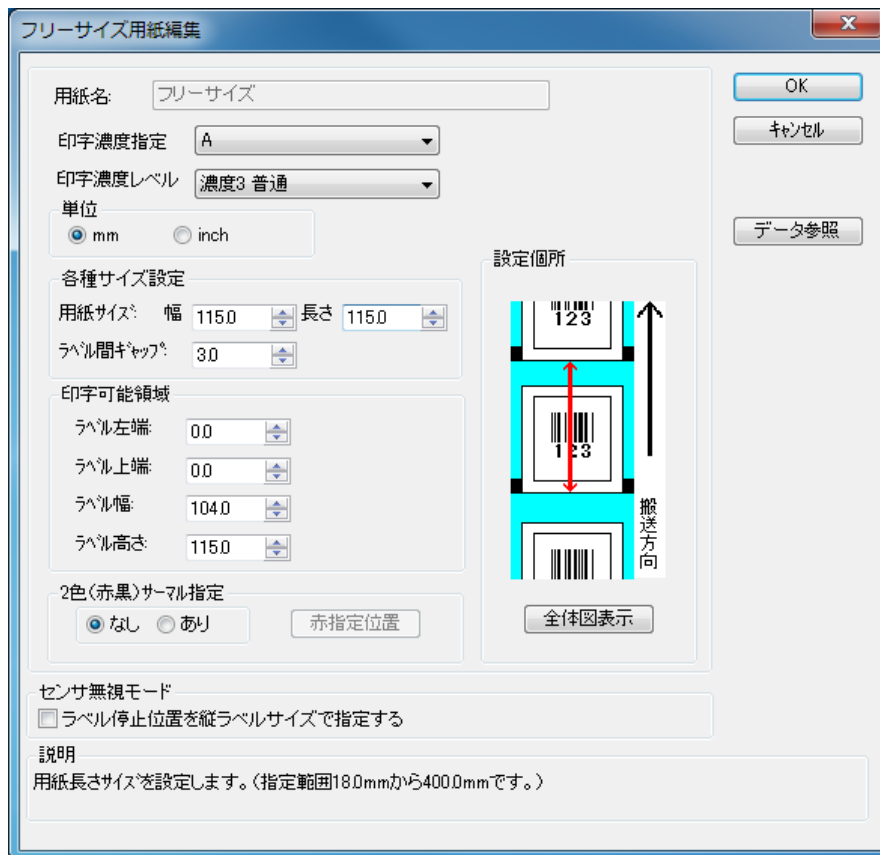 フリーサイズ用紙編集
用紙名: フリーサイズ
OK
印字濃度指定 A
キャンセル
印字濃度レベル 濃度3 普通
単位
mm inch
データ参照
設定個所
各種サイズ設定
用紙サイズ: 幅 115.0 長さ 115.0
ラベル間ギャップ: 3.0
印字可能領域
ラベル左端: 0.0
ラベル上端: 0.0
ラベル幅: 104.0
ラベル高さ: 115.0
123
123
搬送方向
2色(赤黒)サーマル指定
なし あり 赤指定位置
全体図表示
センサ無視モード
ラベル停止位置を縦ラベルサイズで指定する
説明
用紙長さサイズを設定します。(指定範囲18.0mmから400.0mmです。)